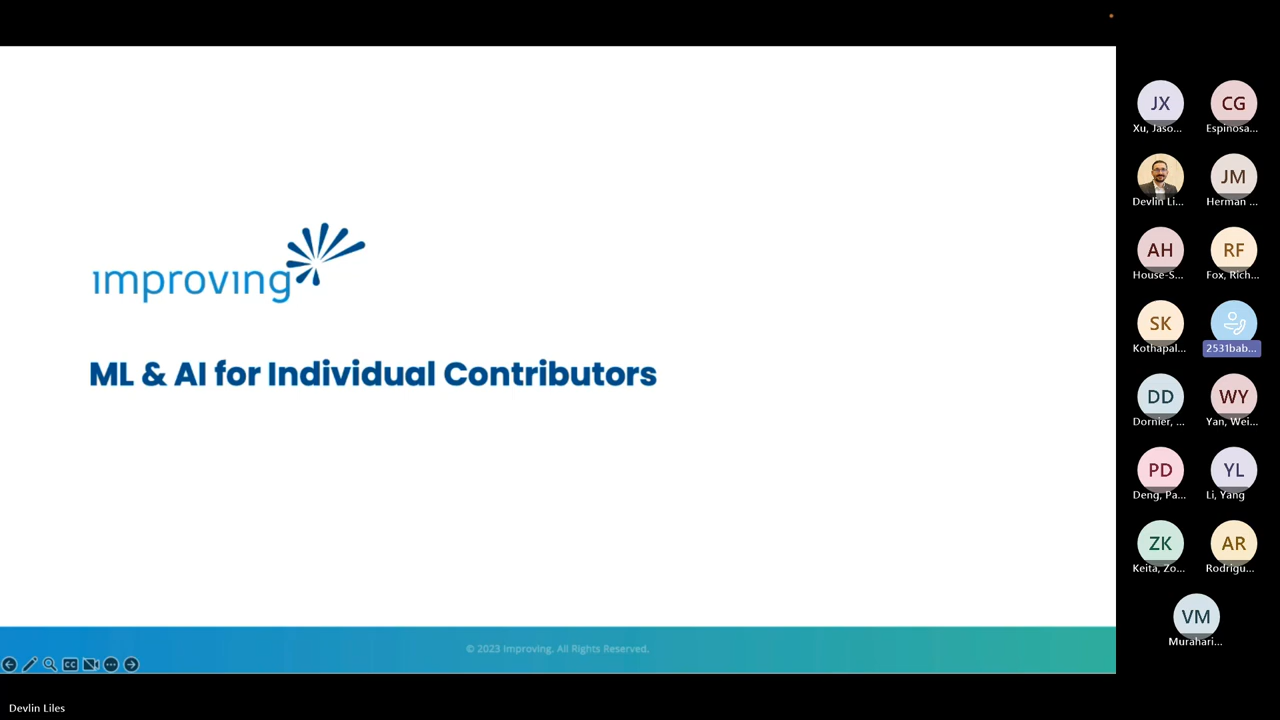 improving
ML & AI for Individual Contributors
© 2023 Improving. All Rights Reserved.
CC
Devlin Liles
JX
Xu, Jaso...
CG
Espinosa...
Devlin Li...
JM
Herman ...
AH
House-S...
RF
Fox, Rich...
SK
Kothapal...
2531bab...
DD
Dornier, ...
WY
Yan, Wei...
PD
Deng, Pa...
YL
Li, Yang
ZK
Keita, Zo...
AR
Rodrigu...
VM
Murahari...